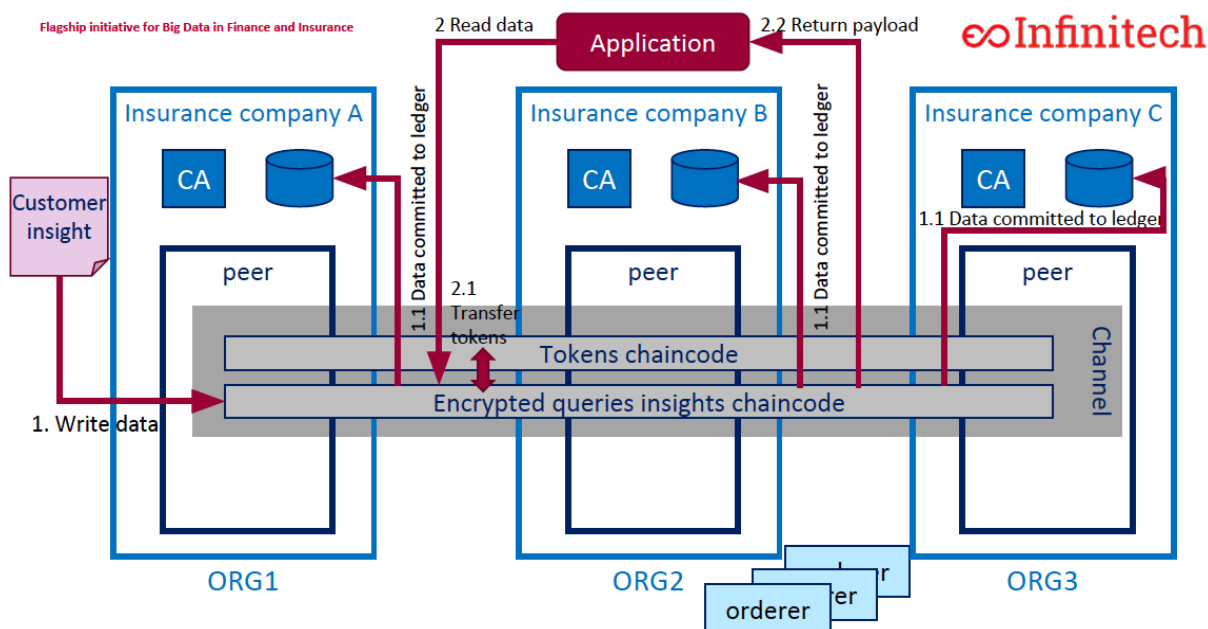 Flagship initiative for Big Data in Finance and Insurance
2 Read data
Application
2.2 Return payload
Infinitech
Insurance company A
Insurance company B
Insurance company C
CA
CA
CA
Customer
insight
1.1 Data committed to ledger
1.1 Data committed to ledger
1.1 Data committed to ledger
peer
peer
peer
2.1
Transfer
tokens
Tokens chaincode
Encrypted queries insights chaincode
Channel
1. Write data
ORG1
ORG2
ORG3
orderer